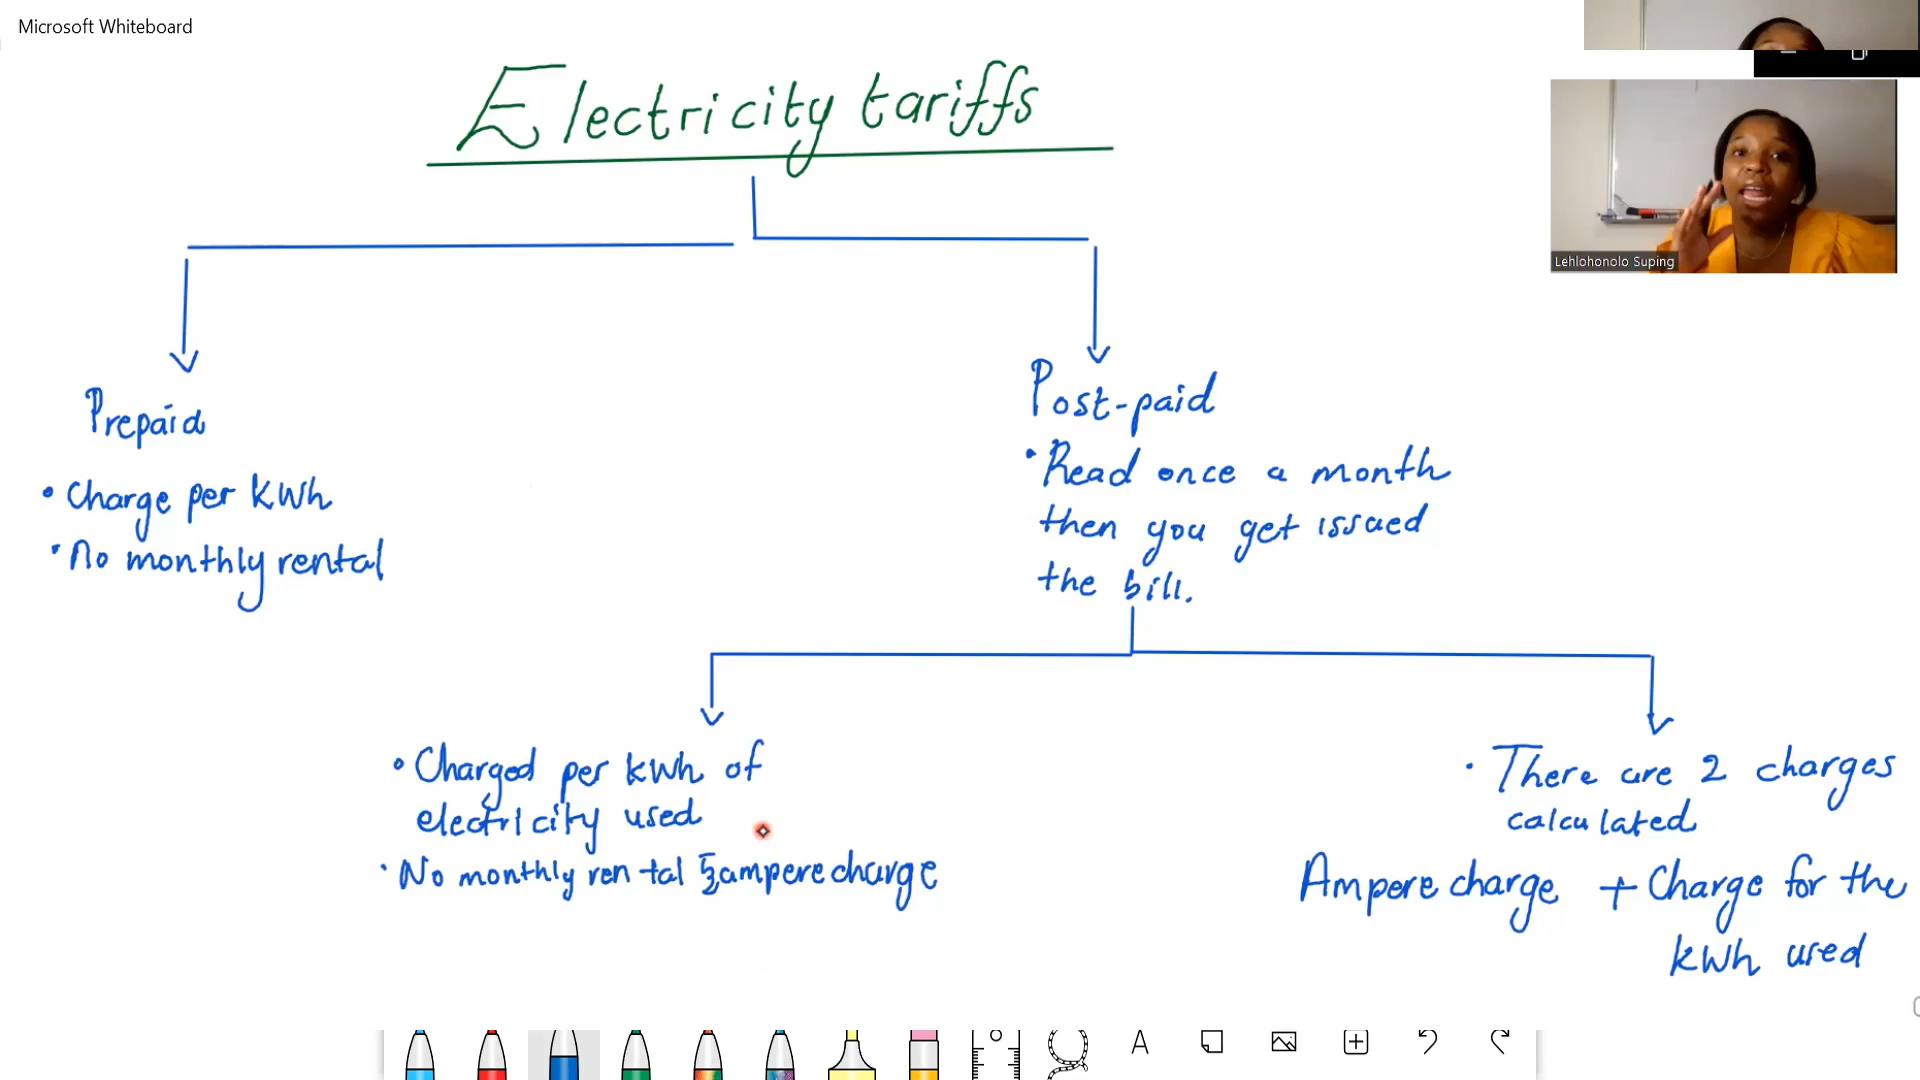 Microsoft Whiteboard
Electricity tariffs
Lehlohonolo Suping
Prepaid
• Charge per kWh
• No monthly rental
Post-paid
• Read once a month
then you get issued
the bill.
• Charged per kwh of
electricity used
• No monthly rental & ampere charge
• There are 2 charges
calculated
Ampere charge + Charge for the
kWh used